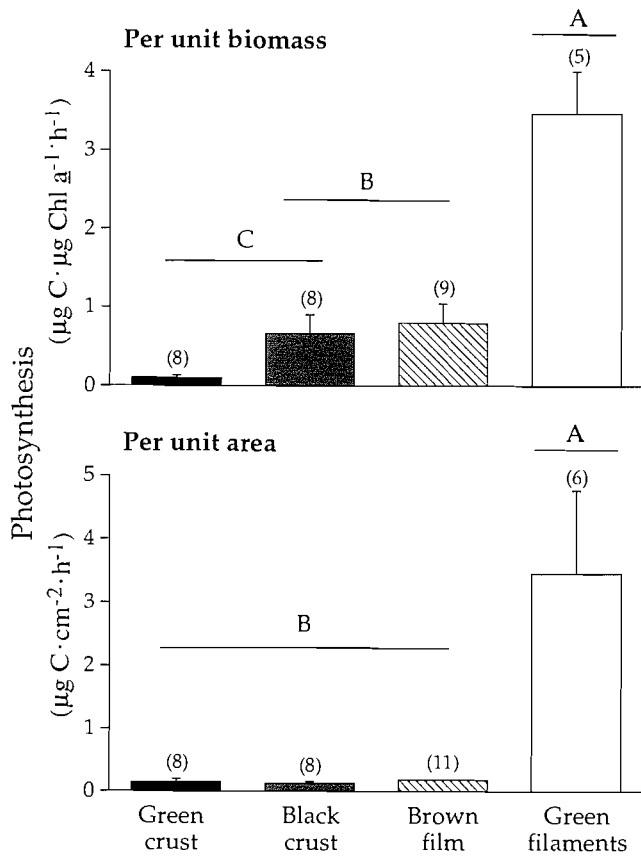 Photosynthesis
Per unit biomass
(µg C·µg Chl a⁻¹·h⁻¹)
4
3
2
1
0
A
(5)
B
C
(8)
(8)
(9)
Per unit area
(µg C·cm⁻²·h⁻¹)
5
4
3
2
1
0
A
(6)
B
(8)
(8)
(11)
Green
crust
Black
crust
Brown
film
Green
filaments